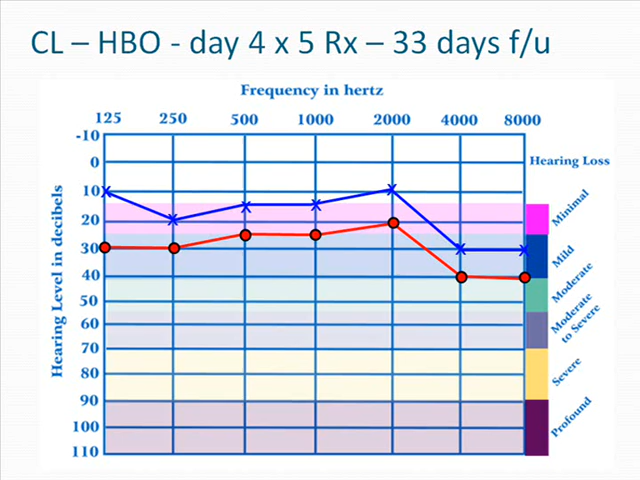 CL – HBO - day 4 x 5 Rx – 33 days f/u
Frequency in hertz
125 250 500 1000 2000 4000 8000
Hearing Level in decibels
-10
0
10
20
30
40
50
60
70
80
90
100
110
Hearing Loss
Minimal
Mild
Moderate
Moderate
to Severe
Severe
Profound